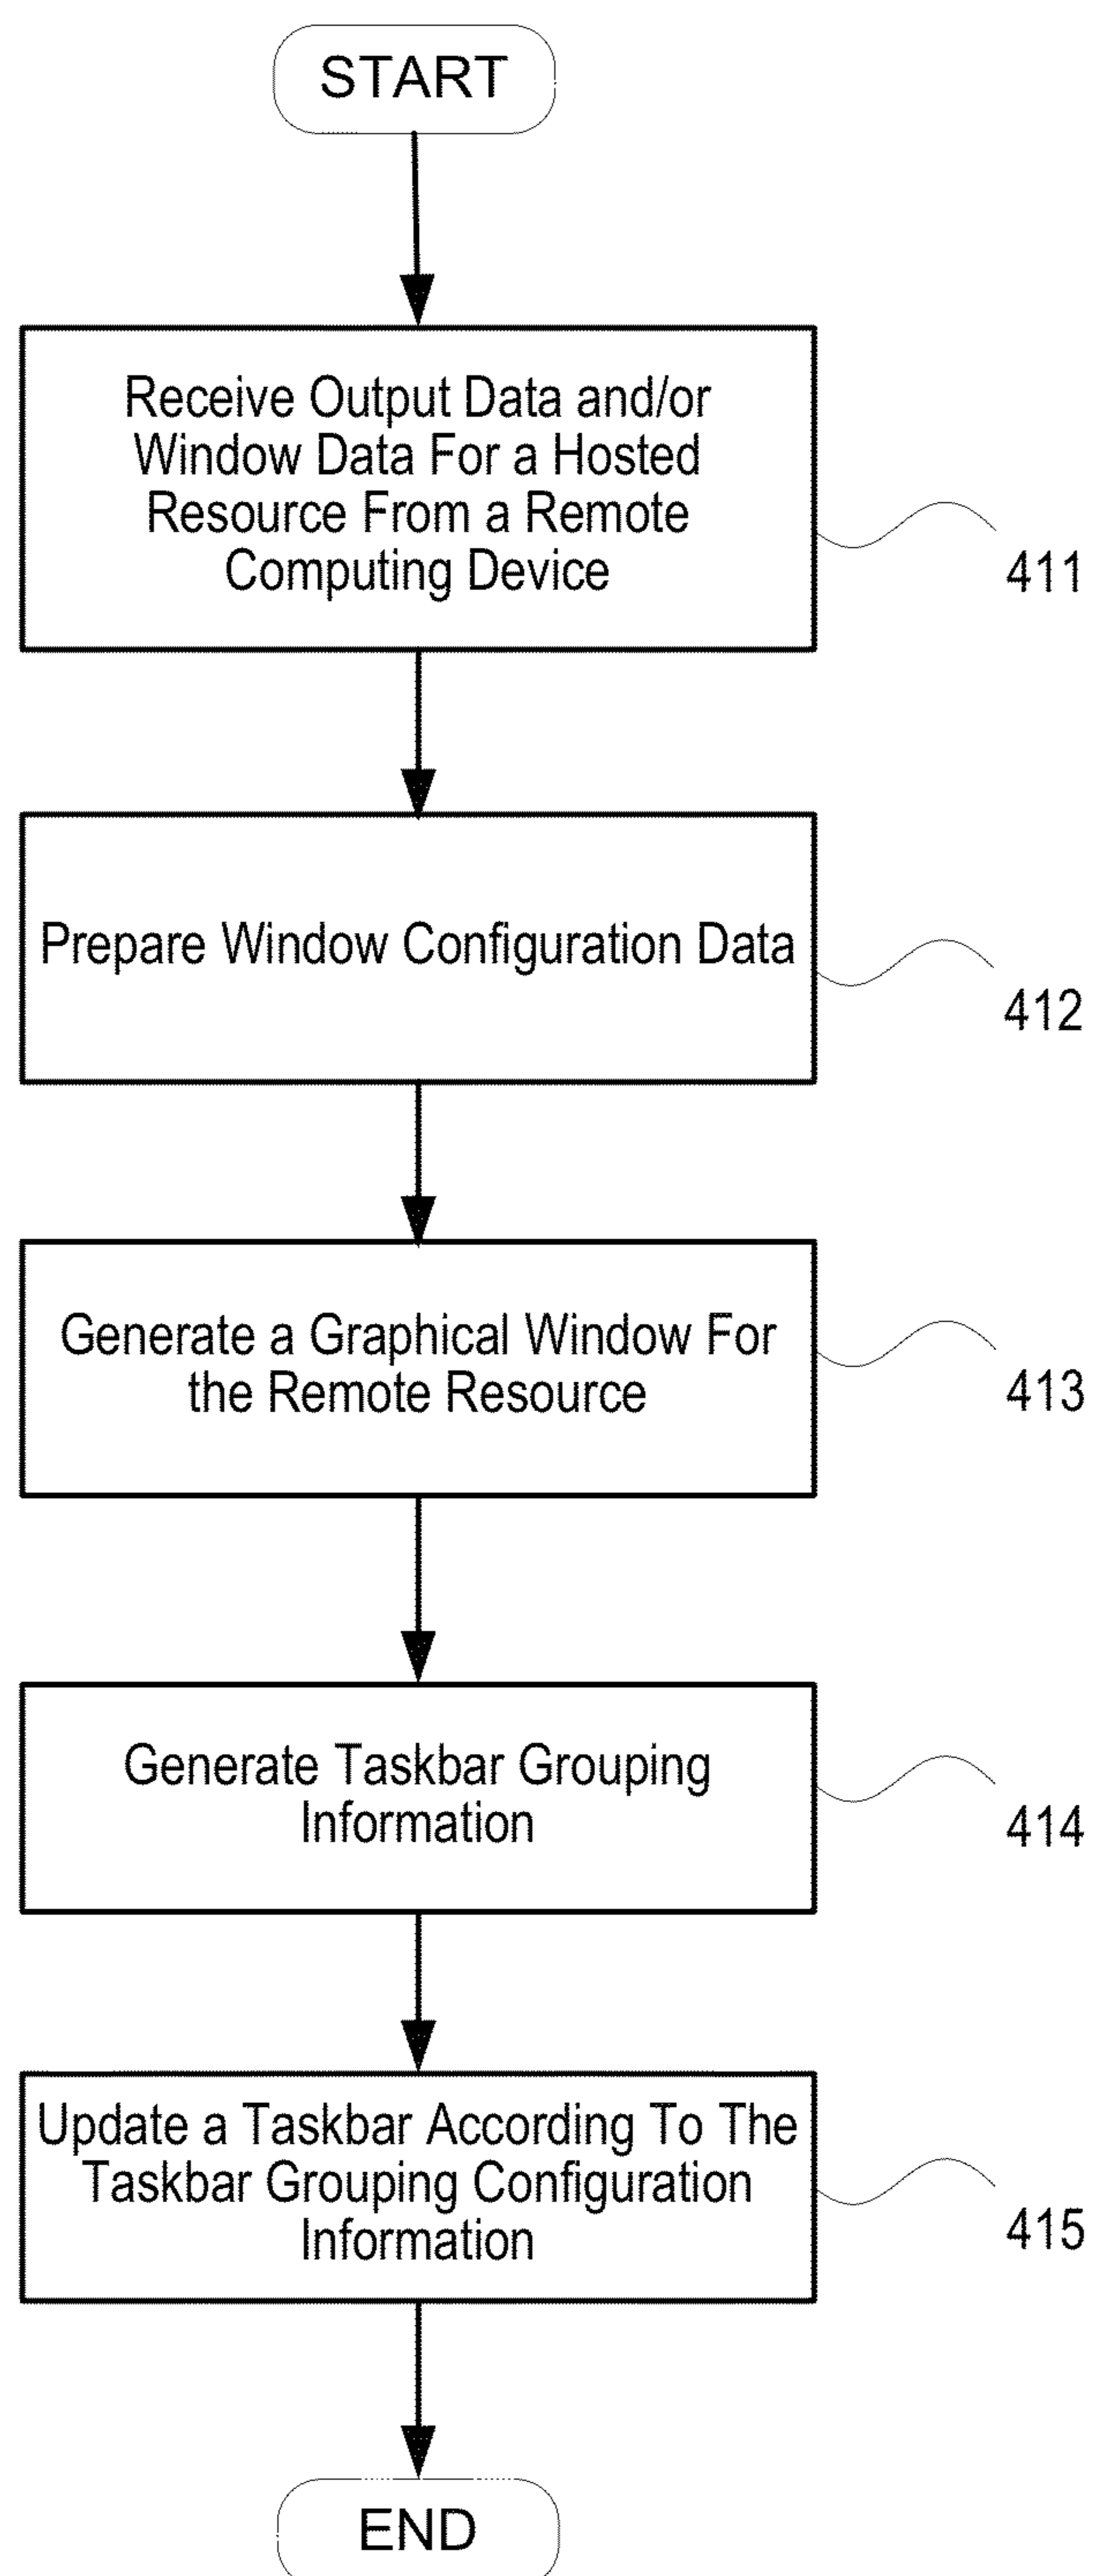 START
Receive Output Data and/or
Window Data For a Hosted
Resource From a Remote
Computing Device
411
Prepare Window Configuration Data
412
Generate a Graphical Window For
the Remote Resource
413
Generate Taskbar Grouping
Information
414
Update a Taskbar According To The
Taskbar Grouping Configuration
Information
415
END